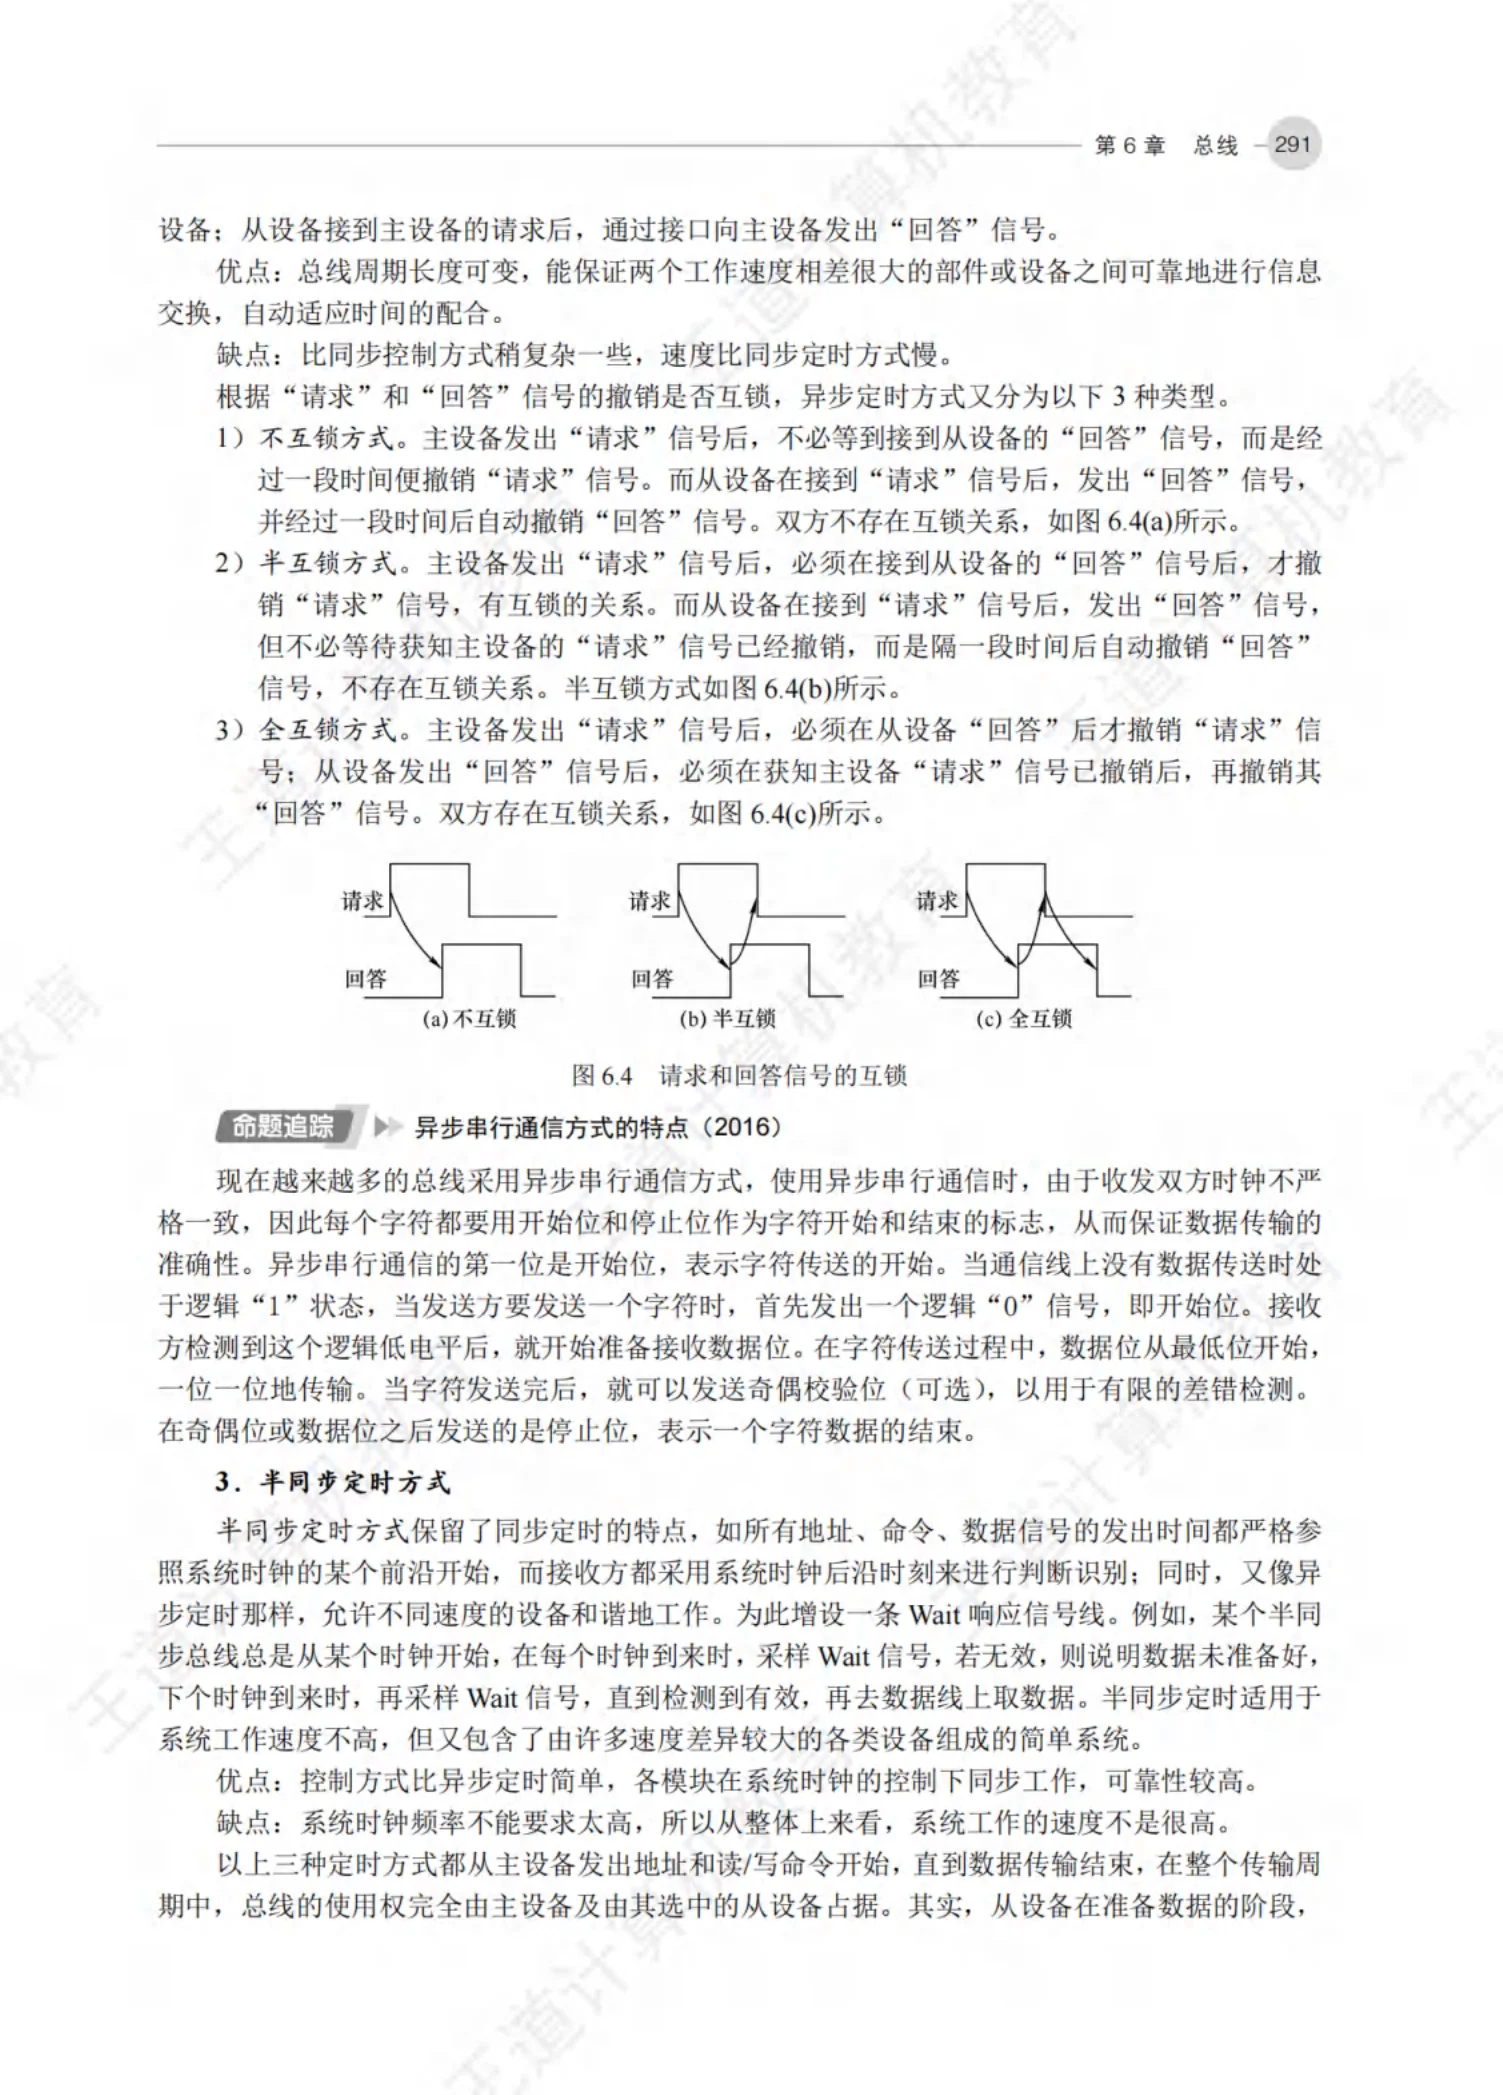 第 6 章 总线 291
设备；从设备接到主设备的请求后，通过接口向主设备发出“回答”信号。
优点：总线周期长度可变，能保证两个工作速度相差很大的部件或设备之间可靠地进行信息
交换，自动适应时间的配合。
缺点：比同步控制方式稍复杂一些，速度比同步定时方式慢。
根据“请求”和“回答”信号的撤销是否互锁，异步定时方式又分为以下 3 种类型。
1）不互锁方式。主设备发出“请求”信号后，不必等到接到从设备的“回答”信号，而是经
过一段时间便撤销“请求”信号。而从设备在接到“请求”信号后，发出“回答”信号，
并经过一段时间后自动撤销“回答”信号。双方不存在互锁关系，如图 6.4(a)所示。
2）半互锁方式。主设备发出“请求”信号后，必须在接到从设备的“回答”信号后，才撤
销“请求”信号，有互锁的关系。而从设备在接到“请求”信号后，发出“回答”信号，
但不必等待获知主设备的“请求”信号已经撤销，而是隔一段时间后自动撤销“回答”
信号，不存在互锁关系。半互锁方式如图 6.4(b)所示。
3）全互锁方式。主设备发出“请求”信号后，必须在从设备“回答”后才撤销“请求”信
号；从设备发出“回答”信号后，必须在获知主设备“请求”信号已撤销后，再撤销其
“回答”信号。双方存在互锁关系，如图 6.4(c)所示。
请求 请求 请求
回答 回答 回答
(a) 不互锁 (b) 半互锁 (c) 全互锁
图 6.4 请求和回答信号的互锁
命题追踪 异步串行通信方式的特点（2016）
现在越来越多的总线采用异步串行通信方式，使用异步串行通信时，由于收发双方时钟不严
格一致，因此每个字符都要用开始位和停止位作为字符开始和结束的标志，从而保证数据传输的
准确性。异步串行通信的第一位是开始位，表示字符传送的开始。当通信线上没有数据传送时处
于逻辑“1”状态，当发送方要发送一个字符时，首先发出一个逻辑“0”信号，即开始位。接收
方检测到这个逻辑低电平后，就开始准备接收数据位。在字符传送过程中，数据位从最低位开始，
一位一位地传输。当字符发送完后，就可以发送奇偶校验位（可选），以用于有限的差错检测。
在奇偶位或数据位之后发送的是停止位，表示一个字符数据的结束。
3．半同步定时方式
半同步定时方式保留了同步定时的特点，如所有地址、命令、数据信号的发出时间都严格参
照系统时钟的某个前沿开始，而接收方都采用系统时钟后沿时刻来进行判断识别；同时，又像异
步定时那样，允许不同速度的设备和谐地工作。为此增设一条 Wait 响应信号线。例如，某个半同
步总线总是从某个时钟开始，在每个时钟到来时，采样 Wait 信号，若无效，则说明数据未准备好，
下个时钟到来时，再采样 Wait 信号，直到检测到有效，再去数据线上取数据。半同步定时适用于
系统工作速度不高，但又包含了由许多速度差异较大的各类设备组成的简单系统。
优点：控制方式比异步定时简单，各模块在系统时钟的控制下同步工作，可靠性较高。
缺点：系统时钟频率不能要求太高，所以从整体上来看，系统工作的速度不是很高。
以上三种定时方式都从主设备发出地址和读/写命令开始，直到数据传输结束，在整个传输周
期中，总线的使用权完全由主设备及由其选中的从设备占据。其实，从设备在准备数据的阶段，
王道计算机教育